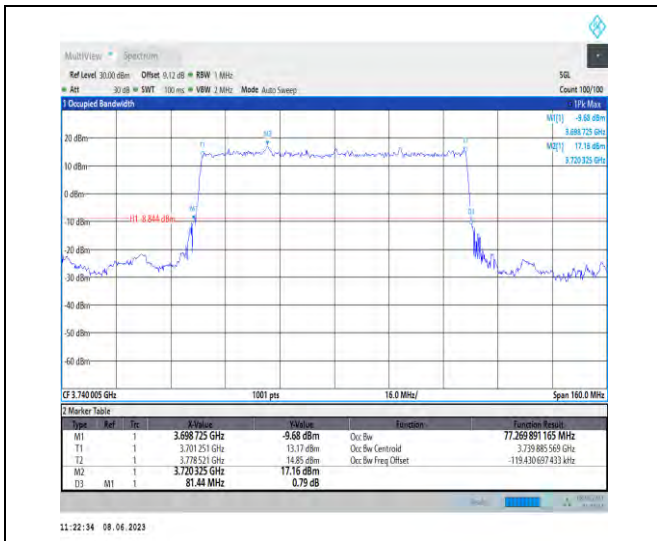 MultiView Spectrum
Ref Level 30.00 dBm Offset 9.12 dB RBW 1 MHz SGL
Att 30 dB SWT 100 ms VBW 2 MHz Mode Auto Sweep Count 100/100
1 Occupied Bandwidth 1Pk Max
M1[1] -9.68 dBm
3.698 725 GHz
M2[1] 17.16 dBm
3.720 325 GHz
20 dBm
10 dBm
0 dBm
-10 dBm
-20 dBm
-30 dBm
-40 dBm
-50 dBm
-60 dBm
T1
M2
T2
M1
D3
H1 -8.844 dBm
CF 3.740 005 GHz 1001 pts 16.0 MHz/ Span 160.0 MHz
2 Marker Table
Type Ref Trc X-Value Y-Value Function Function Result
M1 1 3.698 725 GHz -9.68 dBm Occ Bw 77.269 891 165 MHz
T1 1 3.701 251 GHz 13.17 dBm Occ Bw Centroid 3.739 885 569 GHz
T2 1 3.778 521 GHz 14.85 dBm Occ Bw Freq Offset -119.430 697 433 kHz
M2 1 3.720 325 GHz 17.16 dBm
D3 M1 1 81.44 MHz 0.79 dB
11:22:34 08.06.2023